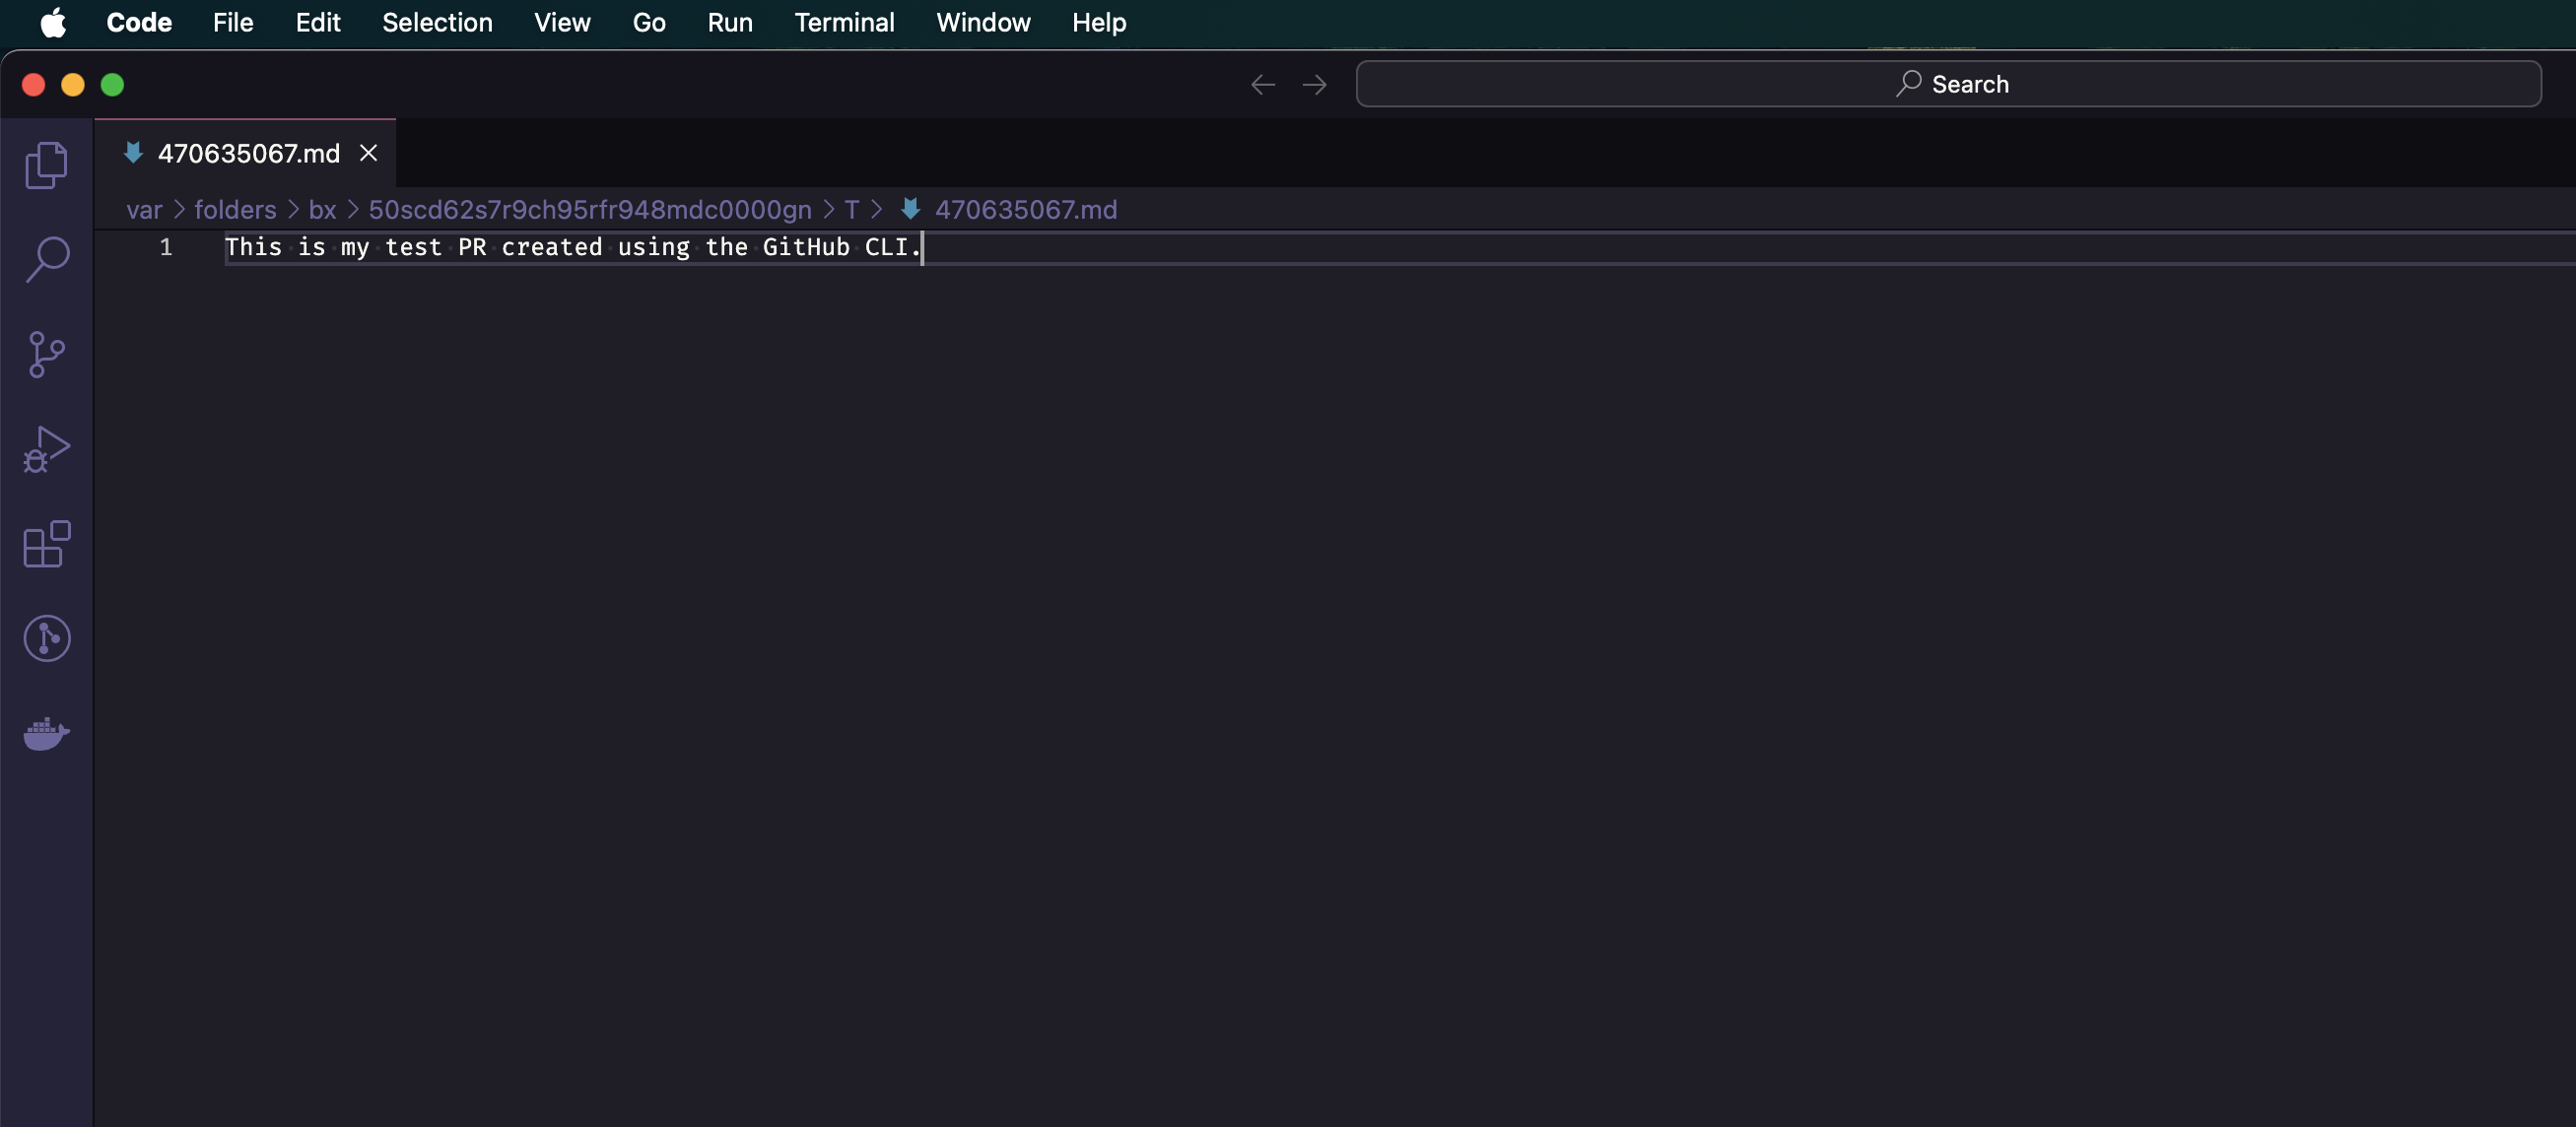 Code File Edit Selection View Go Run Terminal Window Help
Search
470635067.md
var > folders > bx > 50scd62s7r9ch95rfr948mdc0000gn > T > 470635067.md
1 This is my test PR created using the GitHub CLI.